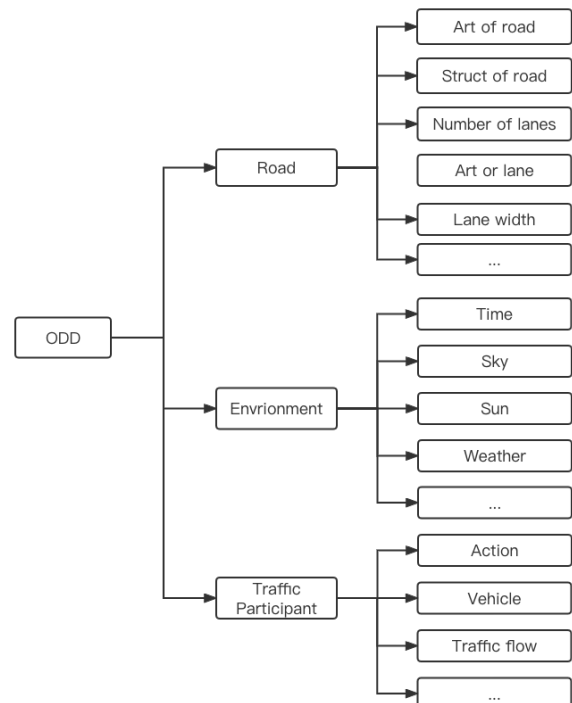 Art of road
Struct of road
Number of lanes
Road
Art or lane
Lane width
...
Time
ODD
Sky
Envrionment
Sun
Weather
...
Action
Traffic
Participant
Vehicle
Traffic flow
...